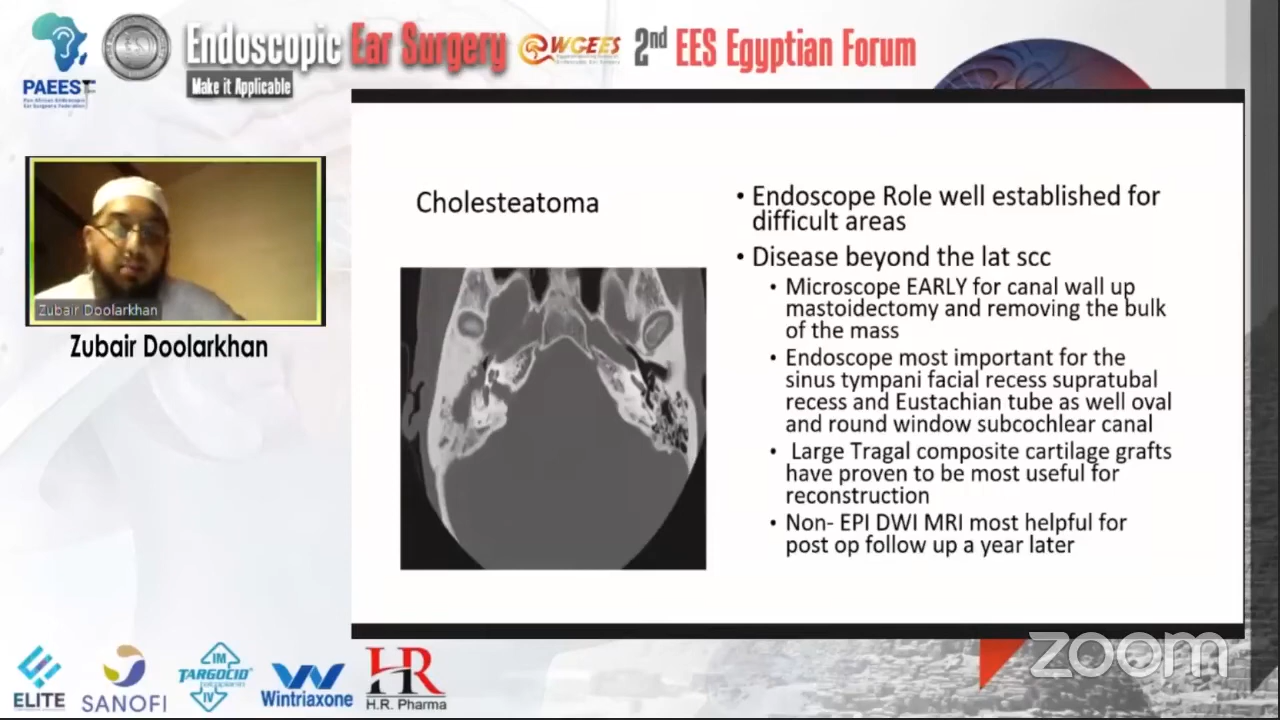 PAEEST
Endoscopic Ear Surgery
Make it Applicable
WGEES
2nd EES Egyptian Forum
Zubair Doolarkhan
Zubair Doolarkhan
Cholesteatoma
• Endoscope Role well established for
difficult areas
• Disease beyond the lat scc
• Microscope EARLY for canal wall up
mastoidectomy and removing the bulk
of the mass
• Endoscope most important for the
sinus tympani facial recess supratubal
recess and Eustachian tube as well oval
and round window subcochlear canal
• Large Tragal composite cartilage grafts
have proven to be most useful for
reconstruction
• Non- EPI DWI MRI most helpful for
post op follow up a year later
ELITE
SANOFI
IM
TARGOCID
IV
Wintriaxone
HR
H.R. Pharma
zoom